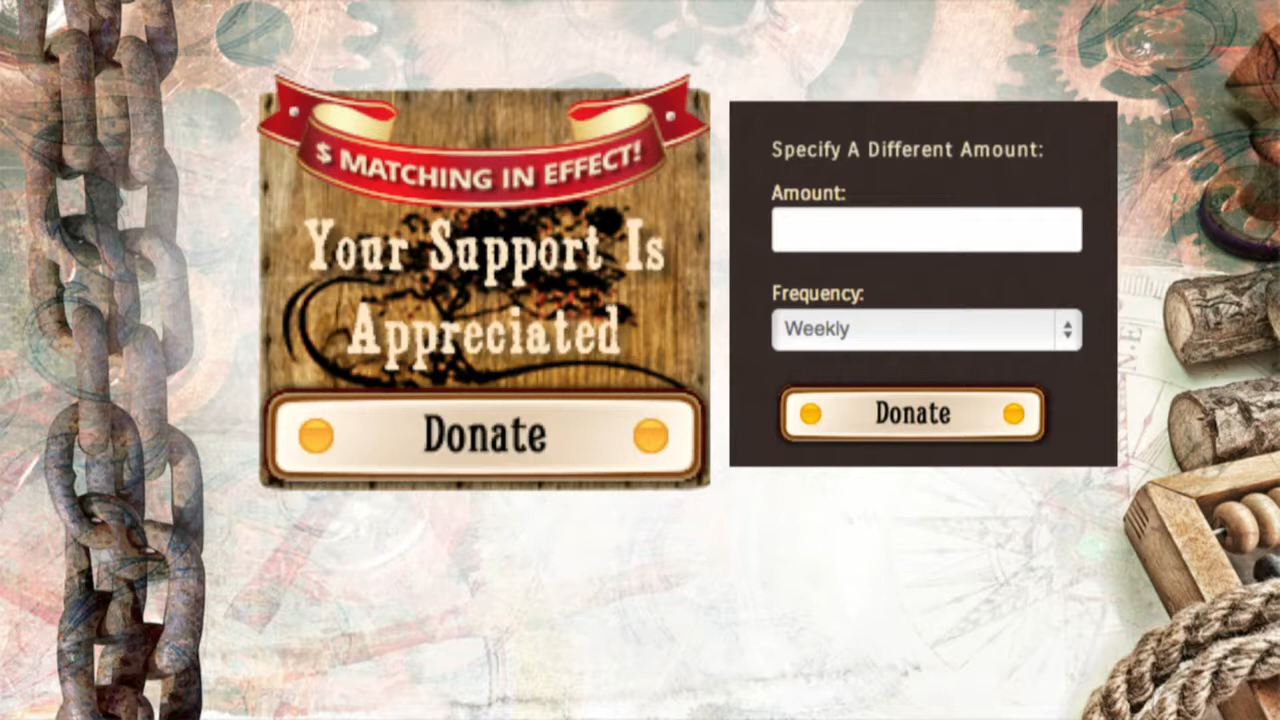 $ MATCHING IN EFFECT!
Your Support Is
Appreciated
Donate
Specify A Different Amount:
Amount:
Frequency:
Weekly
Donate